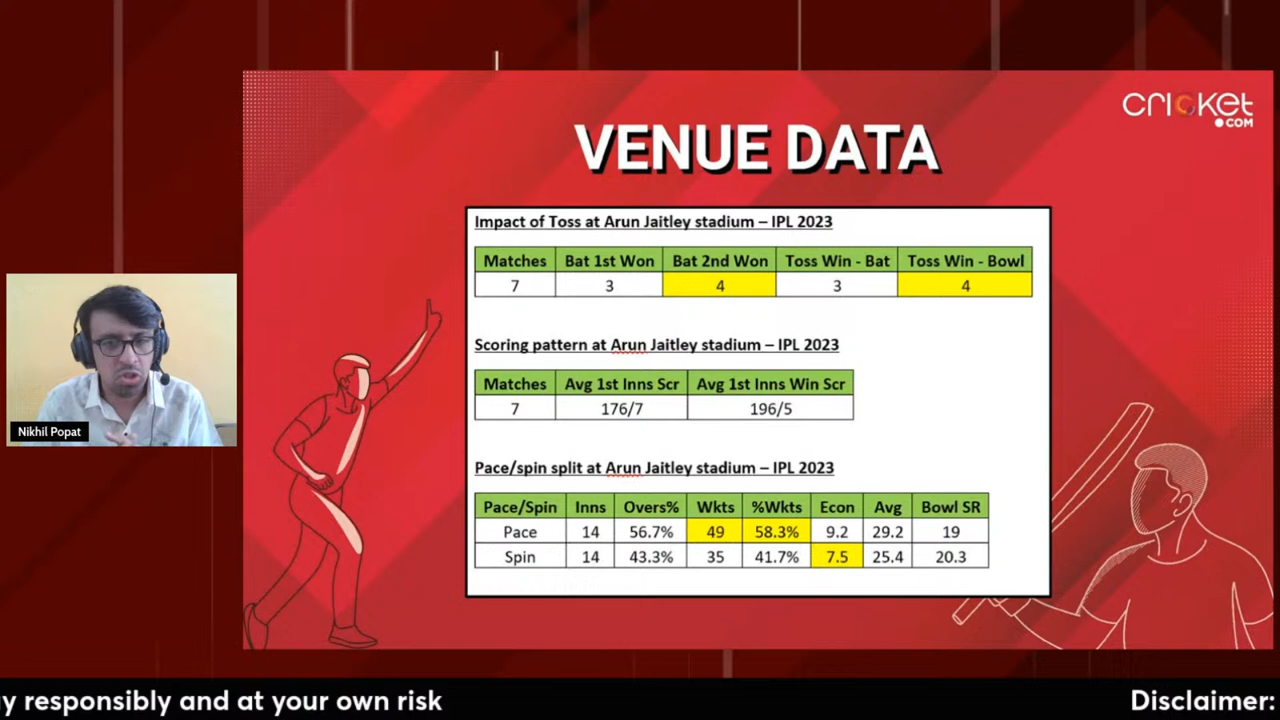 cricket
.COM
VENUE DATA
Impact of Toss at Arun Jaitley stadium – IPL 2023
Matches Bat 1st Won Bat 2nd Won Toss Win - Bat Toss Win - Bowl
7 3 4 3 4
Scoring pattern at Arun Jaitley stadium – IPL 2023
Matches Avg 1st Inns Scr Avg 1st Inns Win Scr
7 176/7 196/5
Nikhil Popat
Pace/spin split at Arun Jaitley stadium – IPL 2023
Pace/Spin Inns Overs% Wkts %Wkts Econ Avg Bowl SR
Pace 14 56.7% 49 58.3% 9.2 29.2 19
Spin 14 43.3% 35 41.7% 7.5 25.4 20.3
y responsibly and at your own risk Disclaimer: